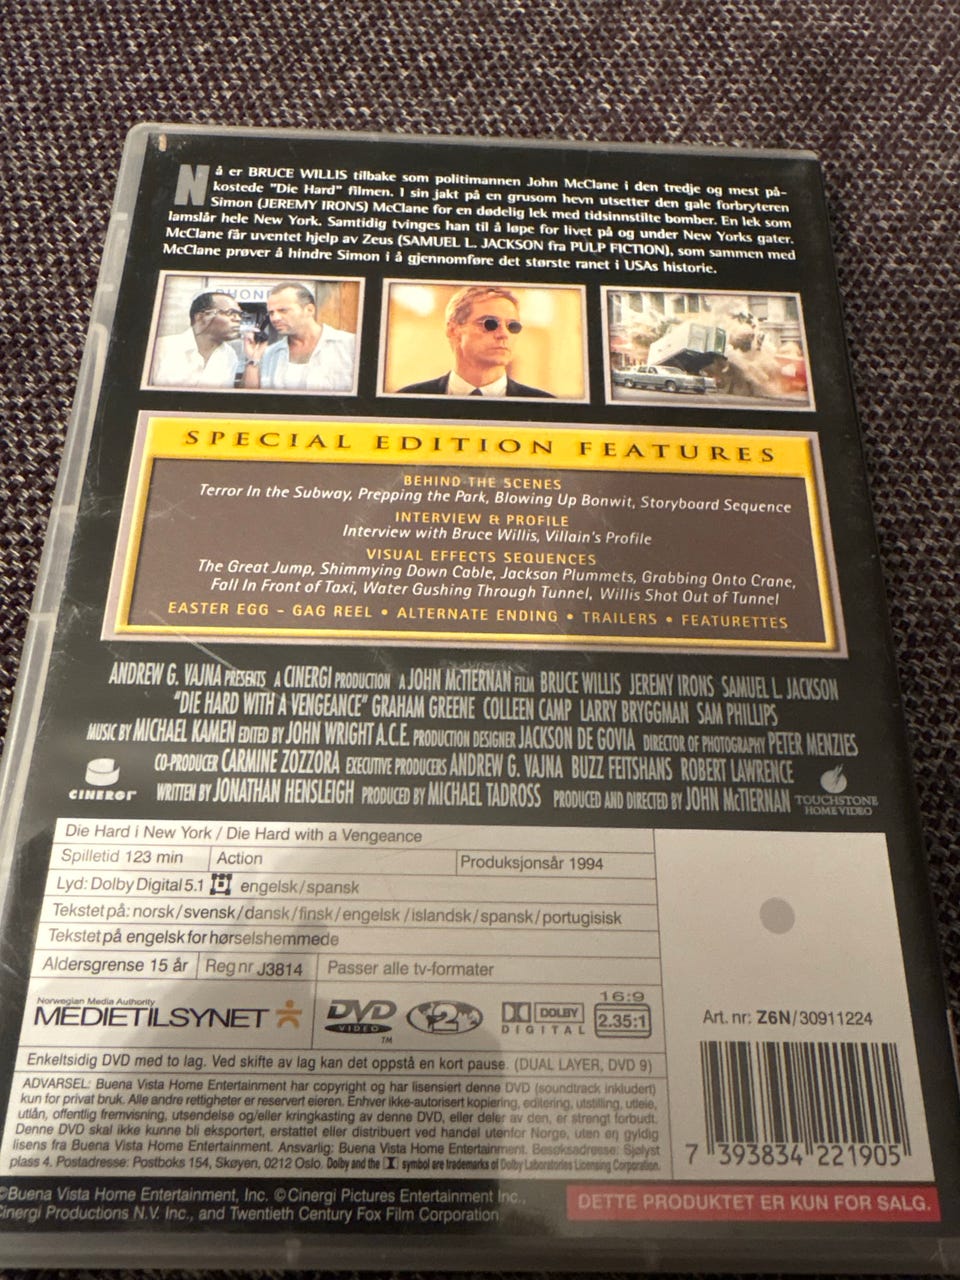 Nå er BRUCE WILLIS tilbake som politimannen John McClane i den tredje og mest på-
kostede "Die Hard" filmen. I sin jakt på en grusom hevn utsetter den gale forbryteren
Simon (JEREMY IRONS) McClane for en dødelig lek med tidsinnstilte bomber. En lek som
lamslår hele New York. Samtidig tvinges han til å løpe for livet på og under New Yorks gater.
McClane får uventet hjelp av Zeus (SAMUEL L. JACKSON fra PULP FICTION), som sammen med
McClane prøver å hindre Simon i å gjennomføre det største ranet i USAs historie.
PHONE
SPECIAL EDITION FEATURES
BEHIND THE SCENES
Terror In the Subway, Prepping the Park, Blowing Up Bonwit, Storyboard Sequence
INTERVIEW & PROFILE
Interview with Bruce Willis, Villain's Profile
VISUAL EFFECTS SEQUENCES
The Great Jump, Shimmying Down Cable, Jackson Plummets, Grabbing Onto Crane,
Fall In Front of Taxi, Water Gushing Through Tunnel, Willis Shot Out of Tunnel
EASTER EGG – GAG REEL • ALTERNATE ENDING • TRAILERS • FEATURETTES
ANDREW G. VAJNA PRESENTS A CINERGI PRODUCTION A JOHN McTIERNAN FILM BRUCE WILLIS JEREMY IRONS SAMUEL L. JACKSON
"DIE HARD WITH A VENGEANCE" GRAHAM GREENE COLLEEN CAMP LARRY BRYGGMAN SAM PHILLIPS
MUSIC BY MICHAEL KAMEN EDITED BY JOHN WRIGHT A.C.E. PRODUCTION DESIGNER JACKSON DE GOVIA DIRECTOR OF PHOTOGRAPHY PETER MENZIES
CO-PRODUCER CARMINE ZOZZORA EXECUTIVE PRODUCERS ANDREW G. VAJNA BUZZ FEITSHANS ROBERT LAWRENCE
WRITTEN BY JONATHAN HENSLEIGH PRODUCED BY MICHAEL TADROSS PRODUCED AND DIRECTED BY JOHN McTIERNAN
CINERGI
TOUCHSTONE
HOME VIDEO
Die Hard i New York / Die Hard with a Vengeance
Spilletid 123 min Action Produksjonsår 1994
Lyd: Dolby Digital 5.1 engelsk/spansk
Tekstet på: norsk/svensk/dansk/finsk/engelsk/islandsk/spansk/portugisisk
Tekstet på engelsk for hørselshemmede
Aldersgrense 15 år Reg nr J3814 Passer alle tv-formater
Norwegian Media Authority
MEDIETILSYNET
DVD
VIDEO
TM
2
DOLBY
DIGITAL
16:9
2.35:1
Art. nr: Z6N/30911224
Enkeltsidig DVD med to lag. Ved skifte av lag kan det oppstå en kort pause. (DUAL LAYER, DVD 9)
ADVARSEL: Buena Vista Home Entertainment har copyright og har lisensiert denne DVD (soundtrack inkludert)
kun for privat bruk. Alle andre rettigheter er reservert eieren. Enhver ikke-autorisert kopiering, editering, utstilling, utleie,
utlån, offentlig fremvisning, utsendelse og/eller kringkasting av denne DVD, eller deler av den, er strengt forbudt.
Denne DVD skal ikke kunne bli eksportert, erstattet eller distribuert ved handel utenfor Norge, uten en gyldig
lisens fra Buena Vista Home Entertainment. Ansvarlig: Buena Vista Home Entertainment. Besøksadresse: Sjølyst
plass 4. Postadresse: Postboks 154, Skøyen, 0212 Oslo. Dolby and the symbol are trademarks of Dolby Laboratories Licensing Corporation.
7 393834 221905
©Buena Vista Home Entertainment, Inc. ©Cinergi Pictures Entertainment Inc.,
Cinergi Productions N.V. Inc., and Twentieth Century Fox Film Corporation
DETTE PRODUKTET ER KUN FOR SALG.